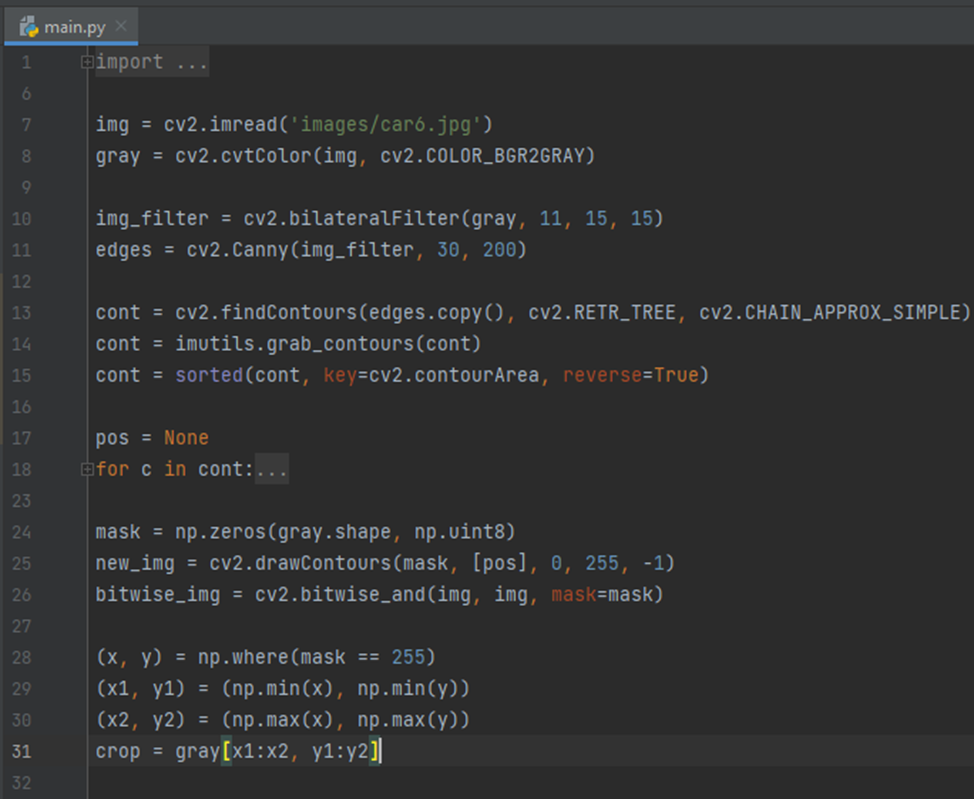 main.py
1 import ...
6
7 img = cv2.imread('images/car6.jpg')
8 gray = cv2.cvtColor(img, cv2.COLOR_BGR2GRAY)
9
10 img_filter = cv2.bilateralFilter(gray, 11, 15, 15)
11 edges = cv2.Canny(img_filter, 30, 200)
12
13 cont = cv2.findContours(edges.copy(), cv2.RETR_TREE, cv2.CHAIN_APPROX_SIMPLE)
14 cont = imutils.grab_contours(cont)
15 cont = sorted(cont, key=cv2.contourArea, reverse=True)
16
17 pos = None
18 for c in cont:...
23
24 mask = np.zeros(gray.shape, np.uint8)
25 new_img = cv2.drawContours(mask, [pos], 0, 255, -1)
26 bitwise_img = cv2.bitwise_and(img, img, mask=mask)
27
28 (x, y) = np.where(mask == 255)
29 (x1, y1) = (np.min(x), np.min(y))
30 (x2, y2) = (np.max(x), np.max(y))
31 crop = gray[x1:x2, y1:y2]
32